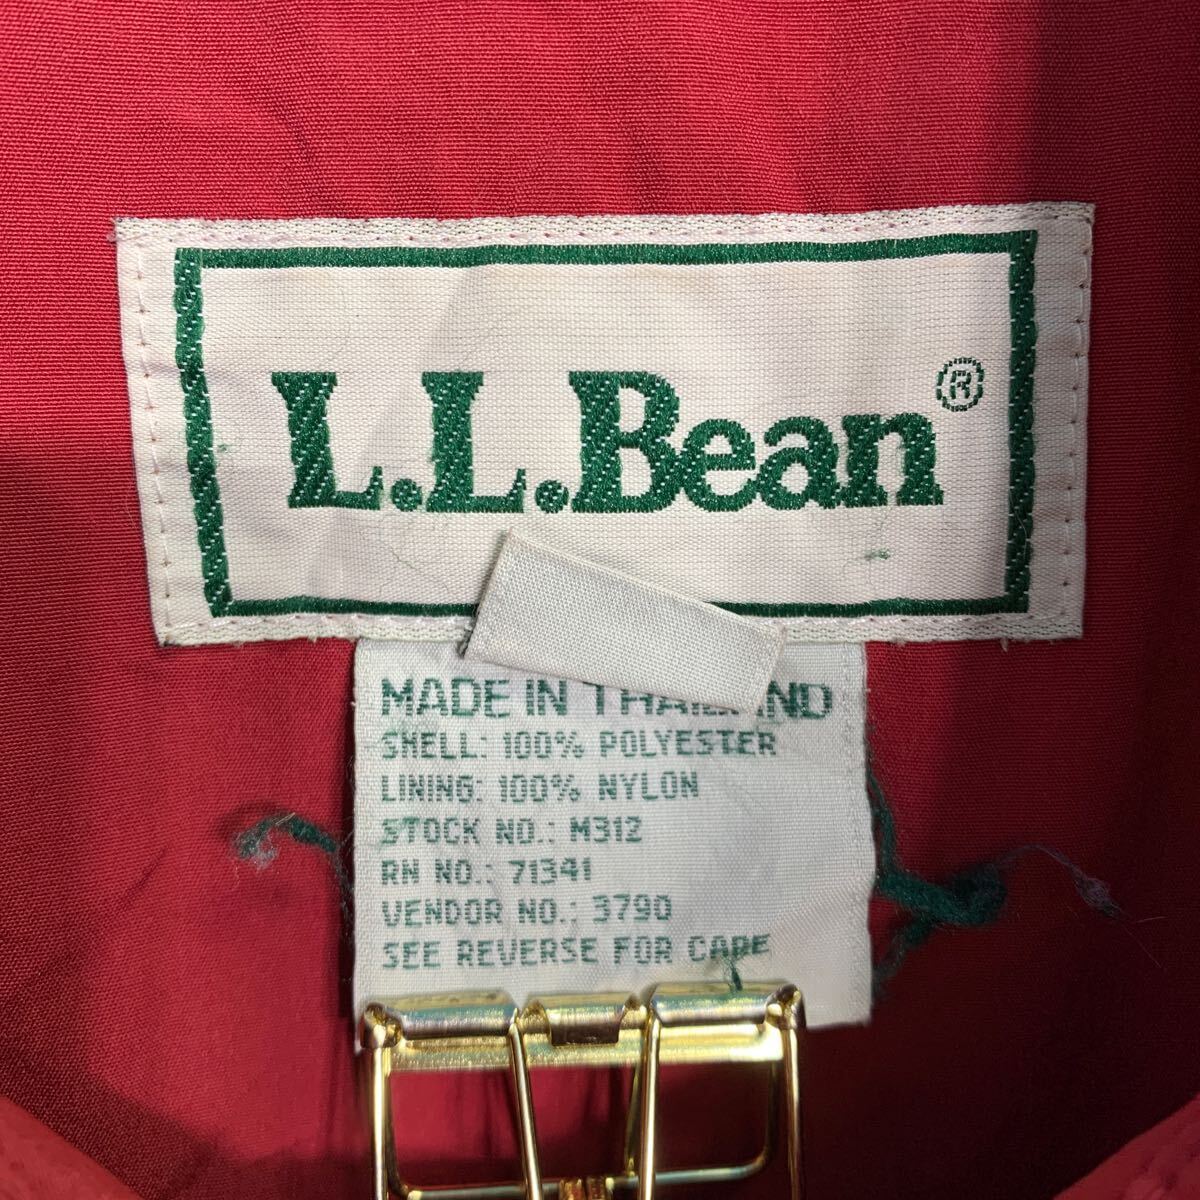 L.L.Bean®
MADE IN THAILAND
SHELL: 100% POLYESTER
LINING: 100% NYLON
STOCK NO.: M312
RN NO.: 71341
VENDOR NO.: 3790
SEE REVERSE FOR CARE